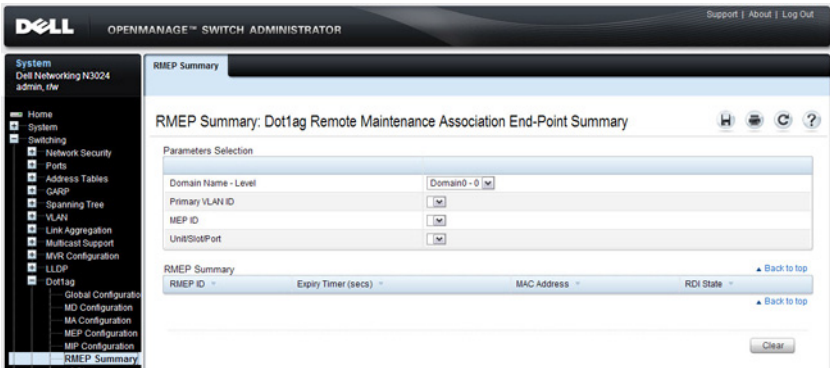 Support | About | Log Out
DELL OPENMANAGE™ SWITCH ADMINISTRATOR
System
Dell Networking N3024
admin, r/w
RMEP Summary
Home
System
Switching
Network Security
Ports
Address Tables
GARP
Spanning Tree
VLAN
Link Aggregation
Multicast Support
MVR Configuration
LLDP
Dot1ag
Global Configuratio
MD Configuration
MA Configuration
MEP Configuration
MIP Configuration
RMEP Summary
RMEP Summary: Dot1ag Remote Maintenance Association End-Point Summary
?
Parameters Selection
Domain Name - Level Domain0 - 0
Primary VLAN ID
MEP ID
Unit/Slot/Port
Back to top
RMEP Summary
RMEP ID Expiry Timer (secs) MAC Address RDI State
Back to top
Clear